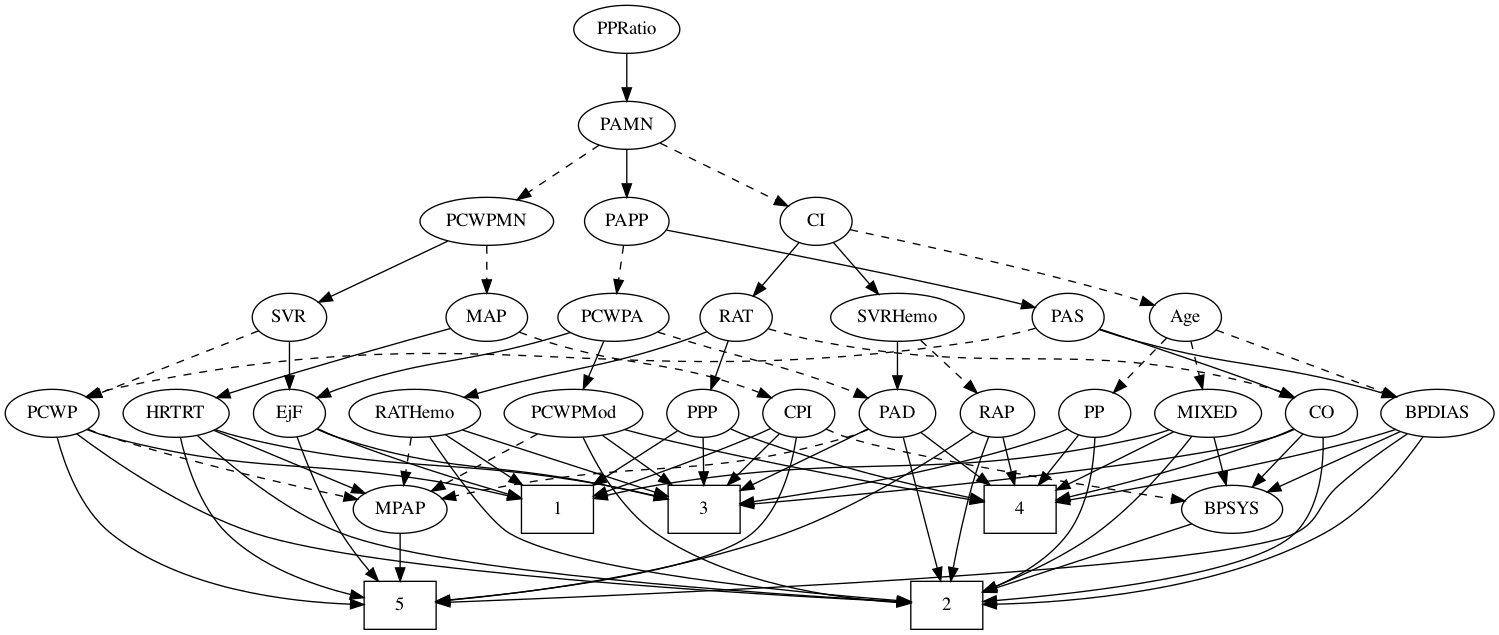 PPRatio
PAMN
PCWPMN PAPP CI
SVR MAP PCWPA RAT SVRHemo PAS Age
PCWP HRTRT EjF RATHemo PCWPMod PPP CPI PAD RAP PP MIXED CO BPDIAS
MPAP 1 3 4 BPSYS
5 2